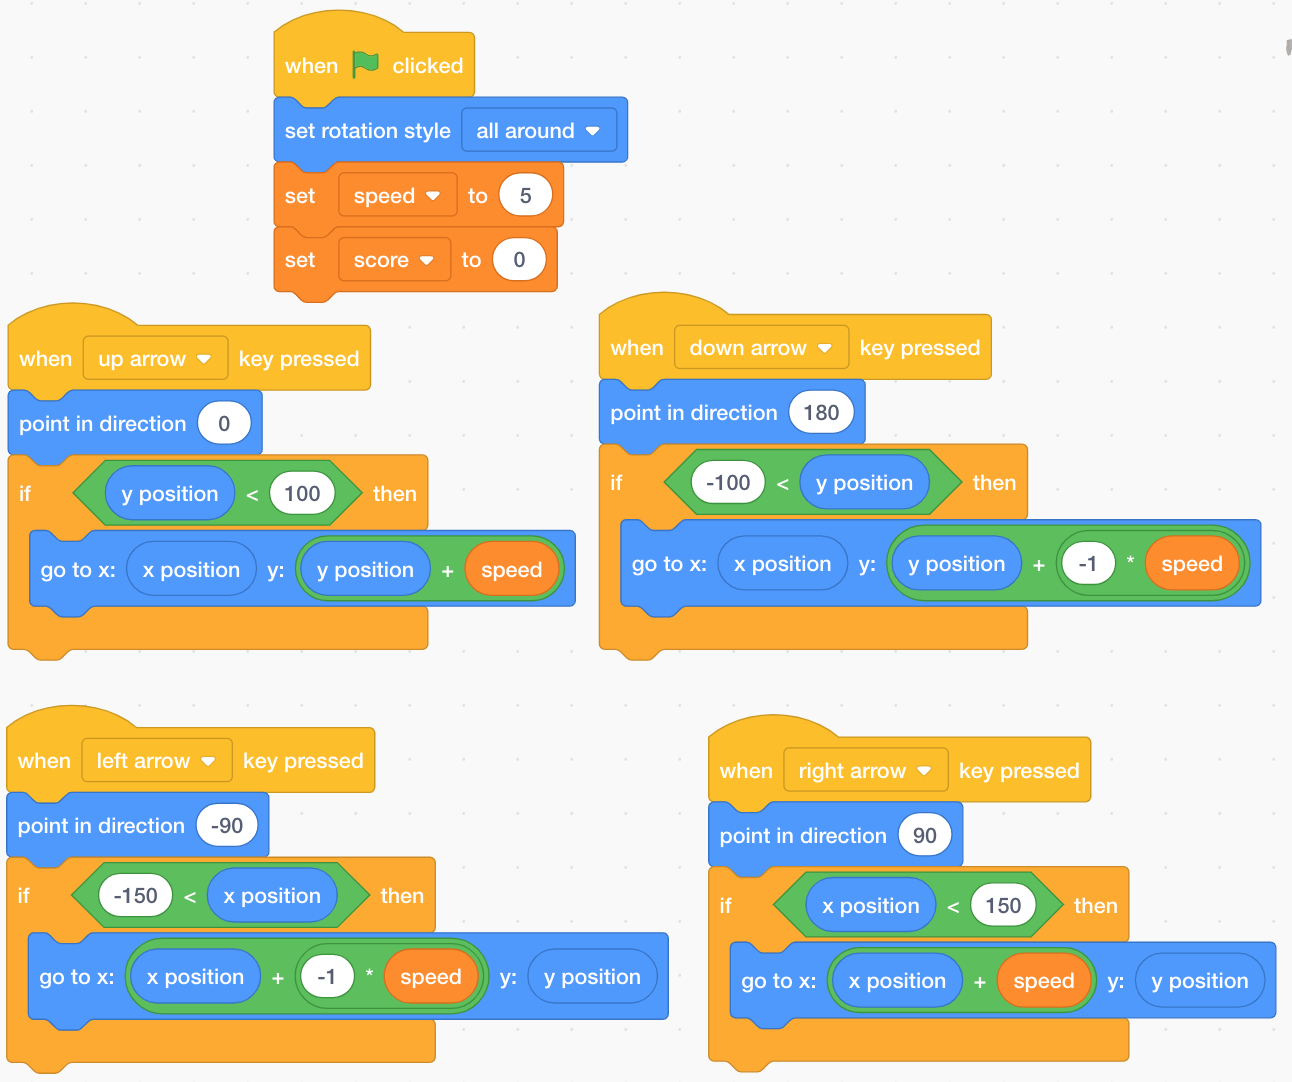 when clicked
set rotation style all around
set speed to 5
set score to 0
when up arrow key pressed
point in direction 0
if y position < 100 then
go to x: x position y: y position + speed
when down arrow key pressed
point in direction 180
if -100 < y position then
go to x: x position y: y position + -1 * speed
when left arrow key pressed
point in direction -90
if -150 < x position then
go to x: x position + -1 * speed y: y position
when right arrow key pressed
point in direction 90
if x position < 150 then
go to x: x position + speed y: y position